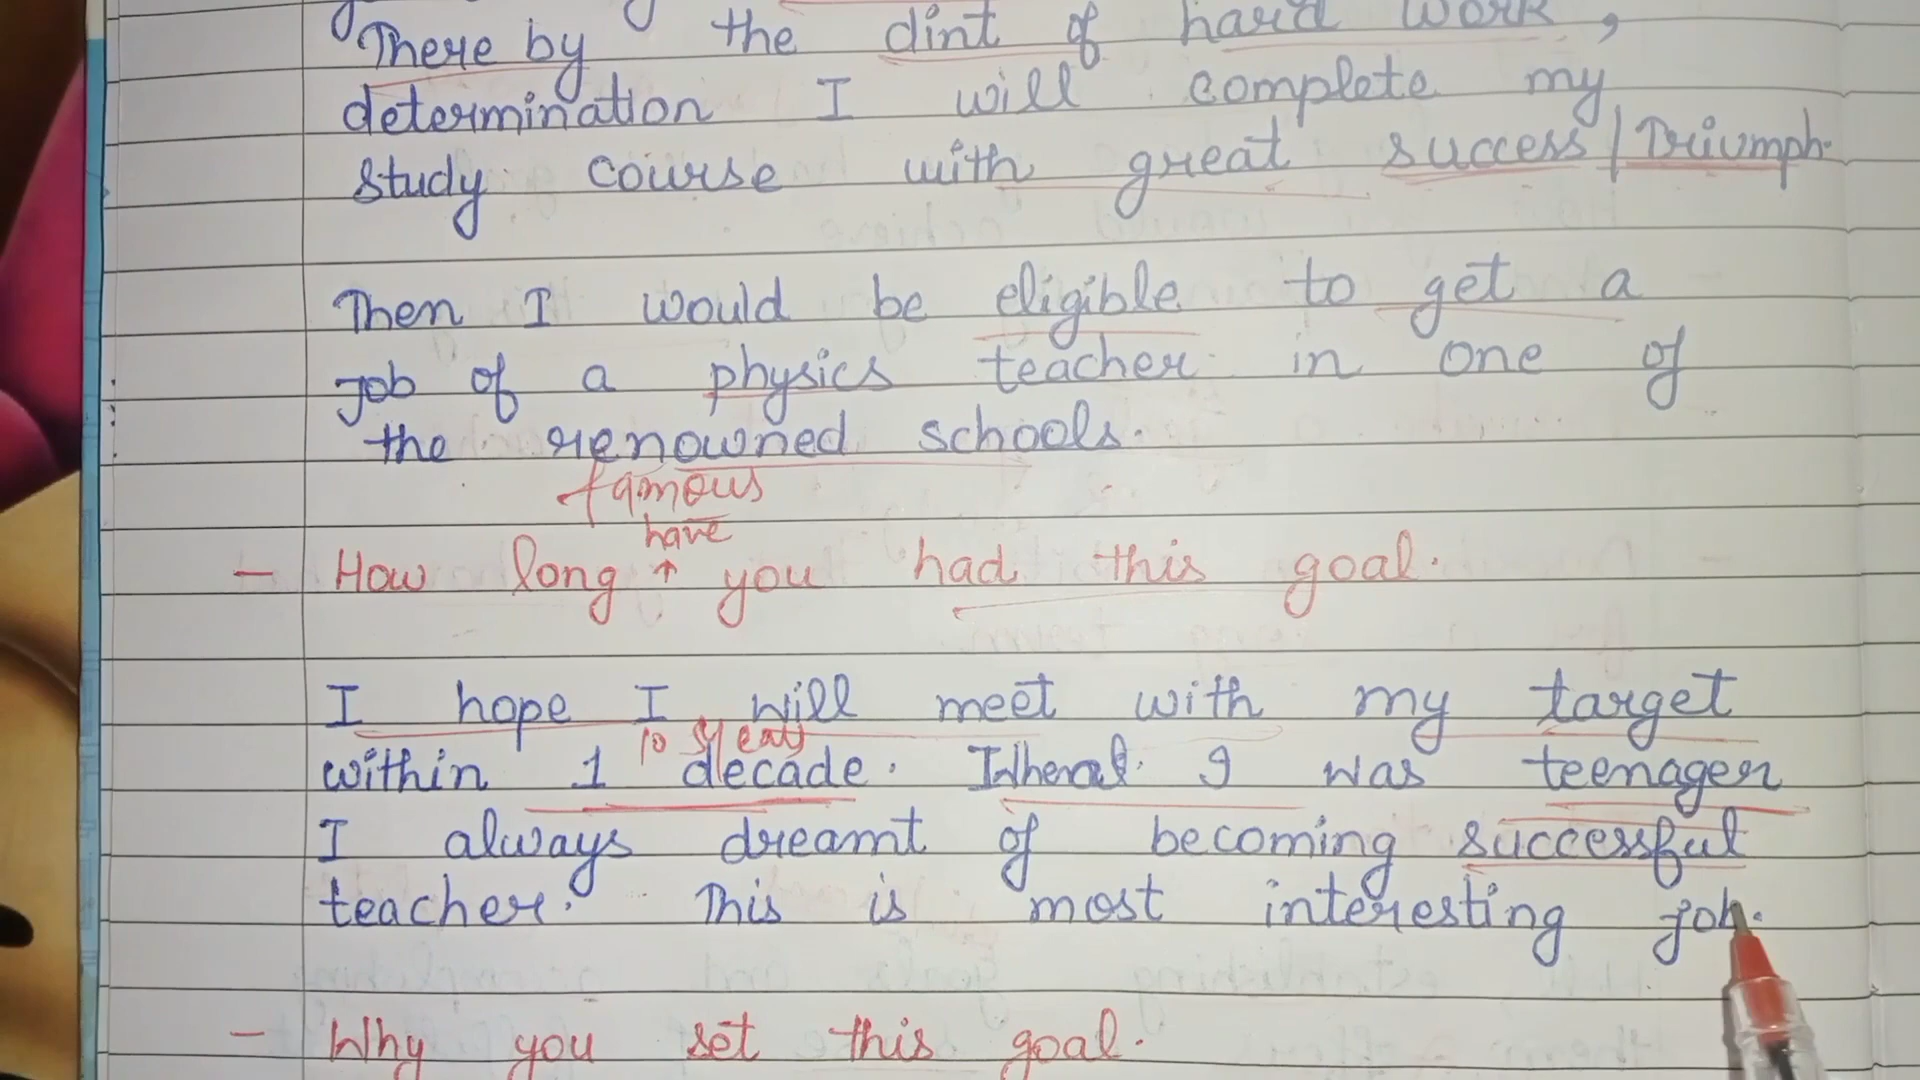 There by the dint of hard work,
determination I will complete my
study course with great success / Triumph.
Then I would be eligible to get a
job of a physics teacher in one of
the renowned schools.
famous
have
- How long ↑ you had this goal.
I hope I will meet with my target
10 years
within 1 decade. I was teenager
I always dreamt of becoming successful
teacher. This is most interesting job.
- Why you set this goal.